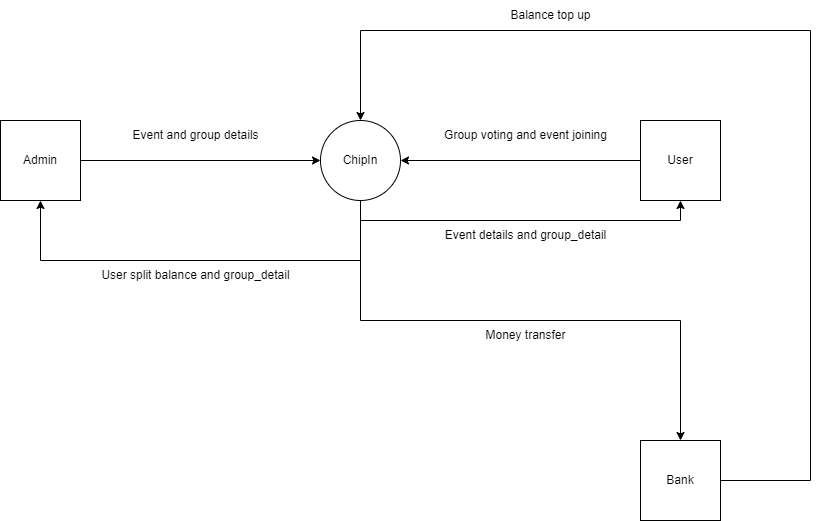 Balance top up
Event and group details
Group voting and event joining
Admin
ChipIn
User
Event details and group_detail
User split balance and group_detail
Money transfer
Bank